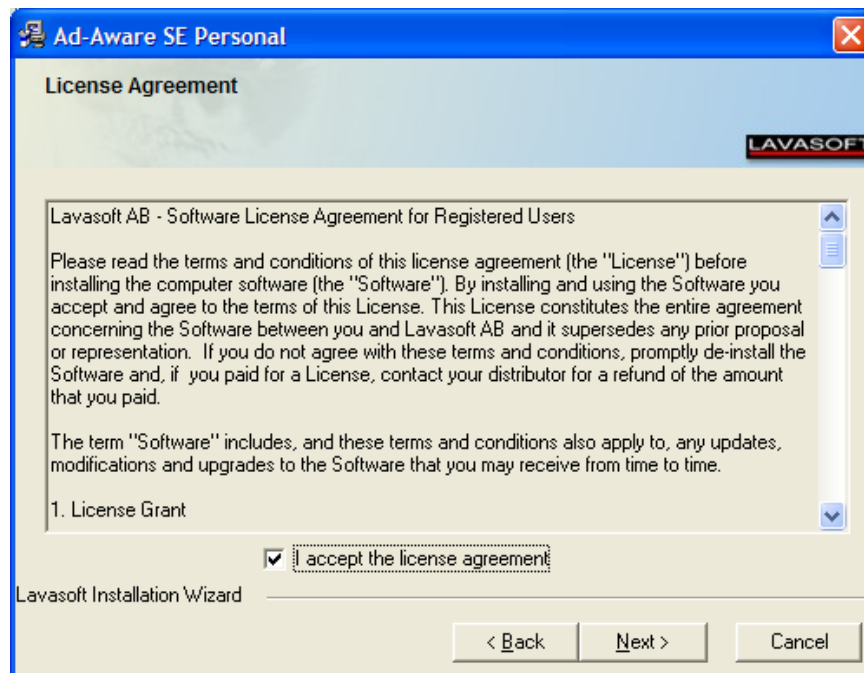 Ad-Aware SE Personal
License Agreement
LAVASOFT
Lavasoft AB - Software License Agreement for Registered Users
Please read the terms and conditions of this license agreement (the "License") before
installing the computer software (the "Software"). By installing and using the Software you
accept and agree to the terms of this License. This License constitutes the entire agreement
concerning the Software between you and Lavasoft AB and it supersedes any prior proposal
or representation.  If you do not agree with these terms and conditions, promptly de-install the
Software and, if  you paid for a License, contact your distributor for a refund of the amount
that you paid.
The term "Software" includes, and these terms and conditions also apply to, any updates,
modifications and upgrades to the Software that you may receive from time to time.
1. License Grant
I accept the license agreement
Lavasoft Installation Wizard
< Back
Next >
Cancel